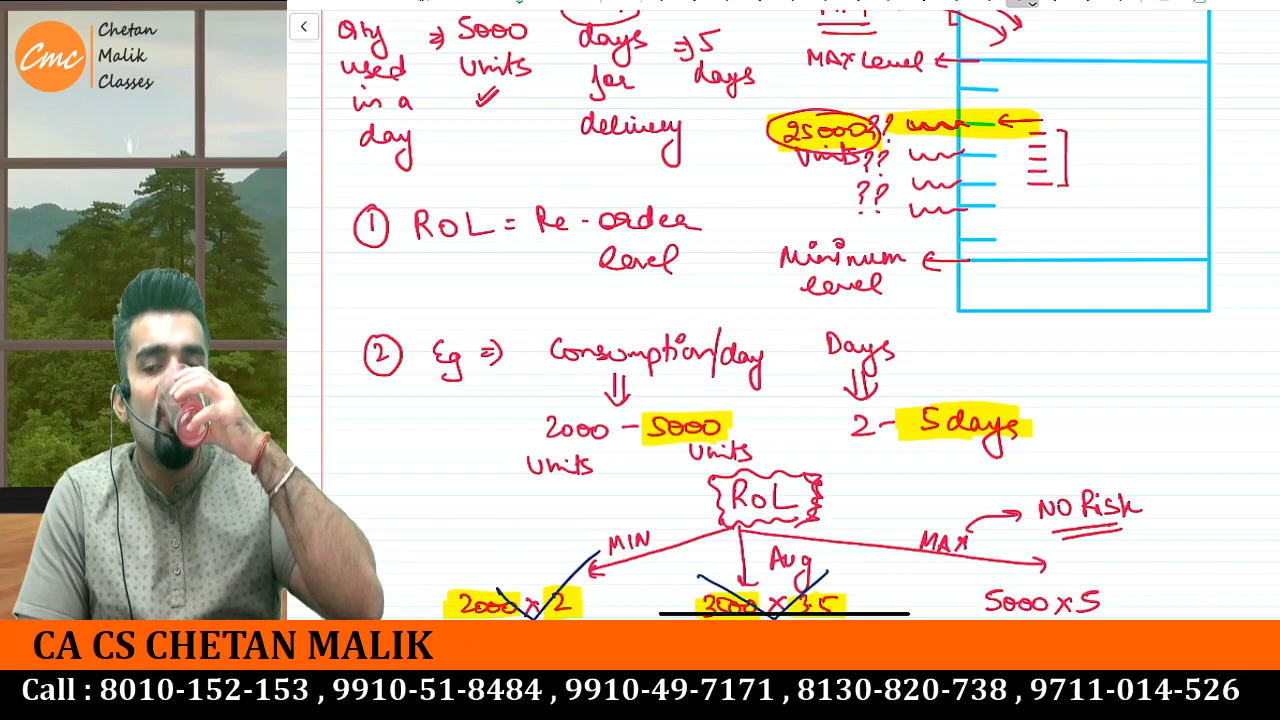 Chetan
Malik
Classes
CMC
Qty used in a day ⇒ 5000 units ✓
days for delivery ⇒ 5 days
MAX Level
25000 ??
units ??
??
① ROL = Re-order level
Minimum level
② Eg ⇒ Consumption/day Days
2000 - 5000 2 - 5 days
Units Units
ROL
MIN Avg MAX NO Risk
2000 x 2 3500 x 3.5 5000 x 5
CA CS CHETAN MALIK
Call : 8010-152-153 , 9910-51-8484 , 9910-49-7171 , 8130-820-738 , 9711-014-526